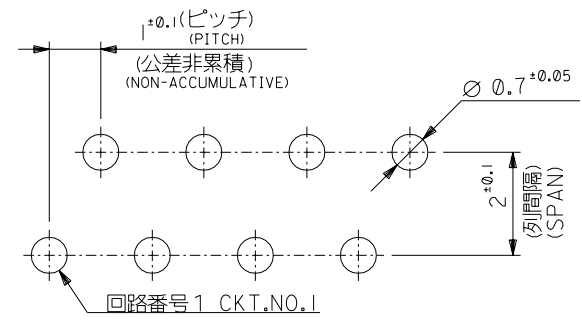 1±0.1(ピッチ)
(PITCH)
(公差非累積)
(NON-ACCUMULATIVE)
∅ 0.7±0.05
2±0.1
(列間隔)
(SPAN)
回路番号1 CKT.NO.1